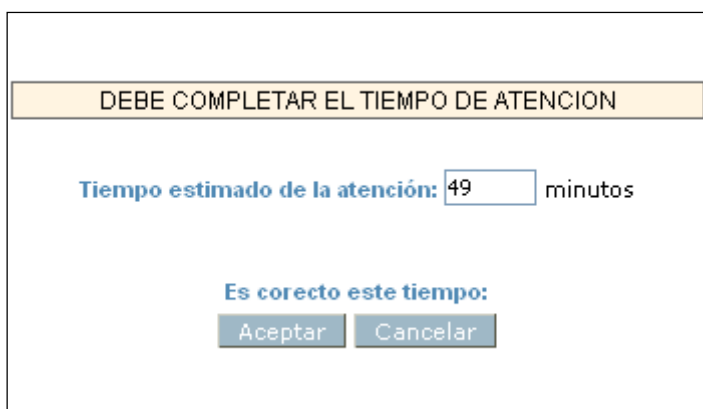 DEBE COMPLETAR EL TIEMPO DE ATENCION
Tiempo estimado de la atención: 49 minutos
Es corecto este tiempo:
Aceptar Cancelar